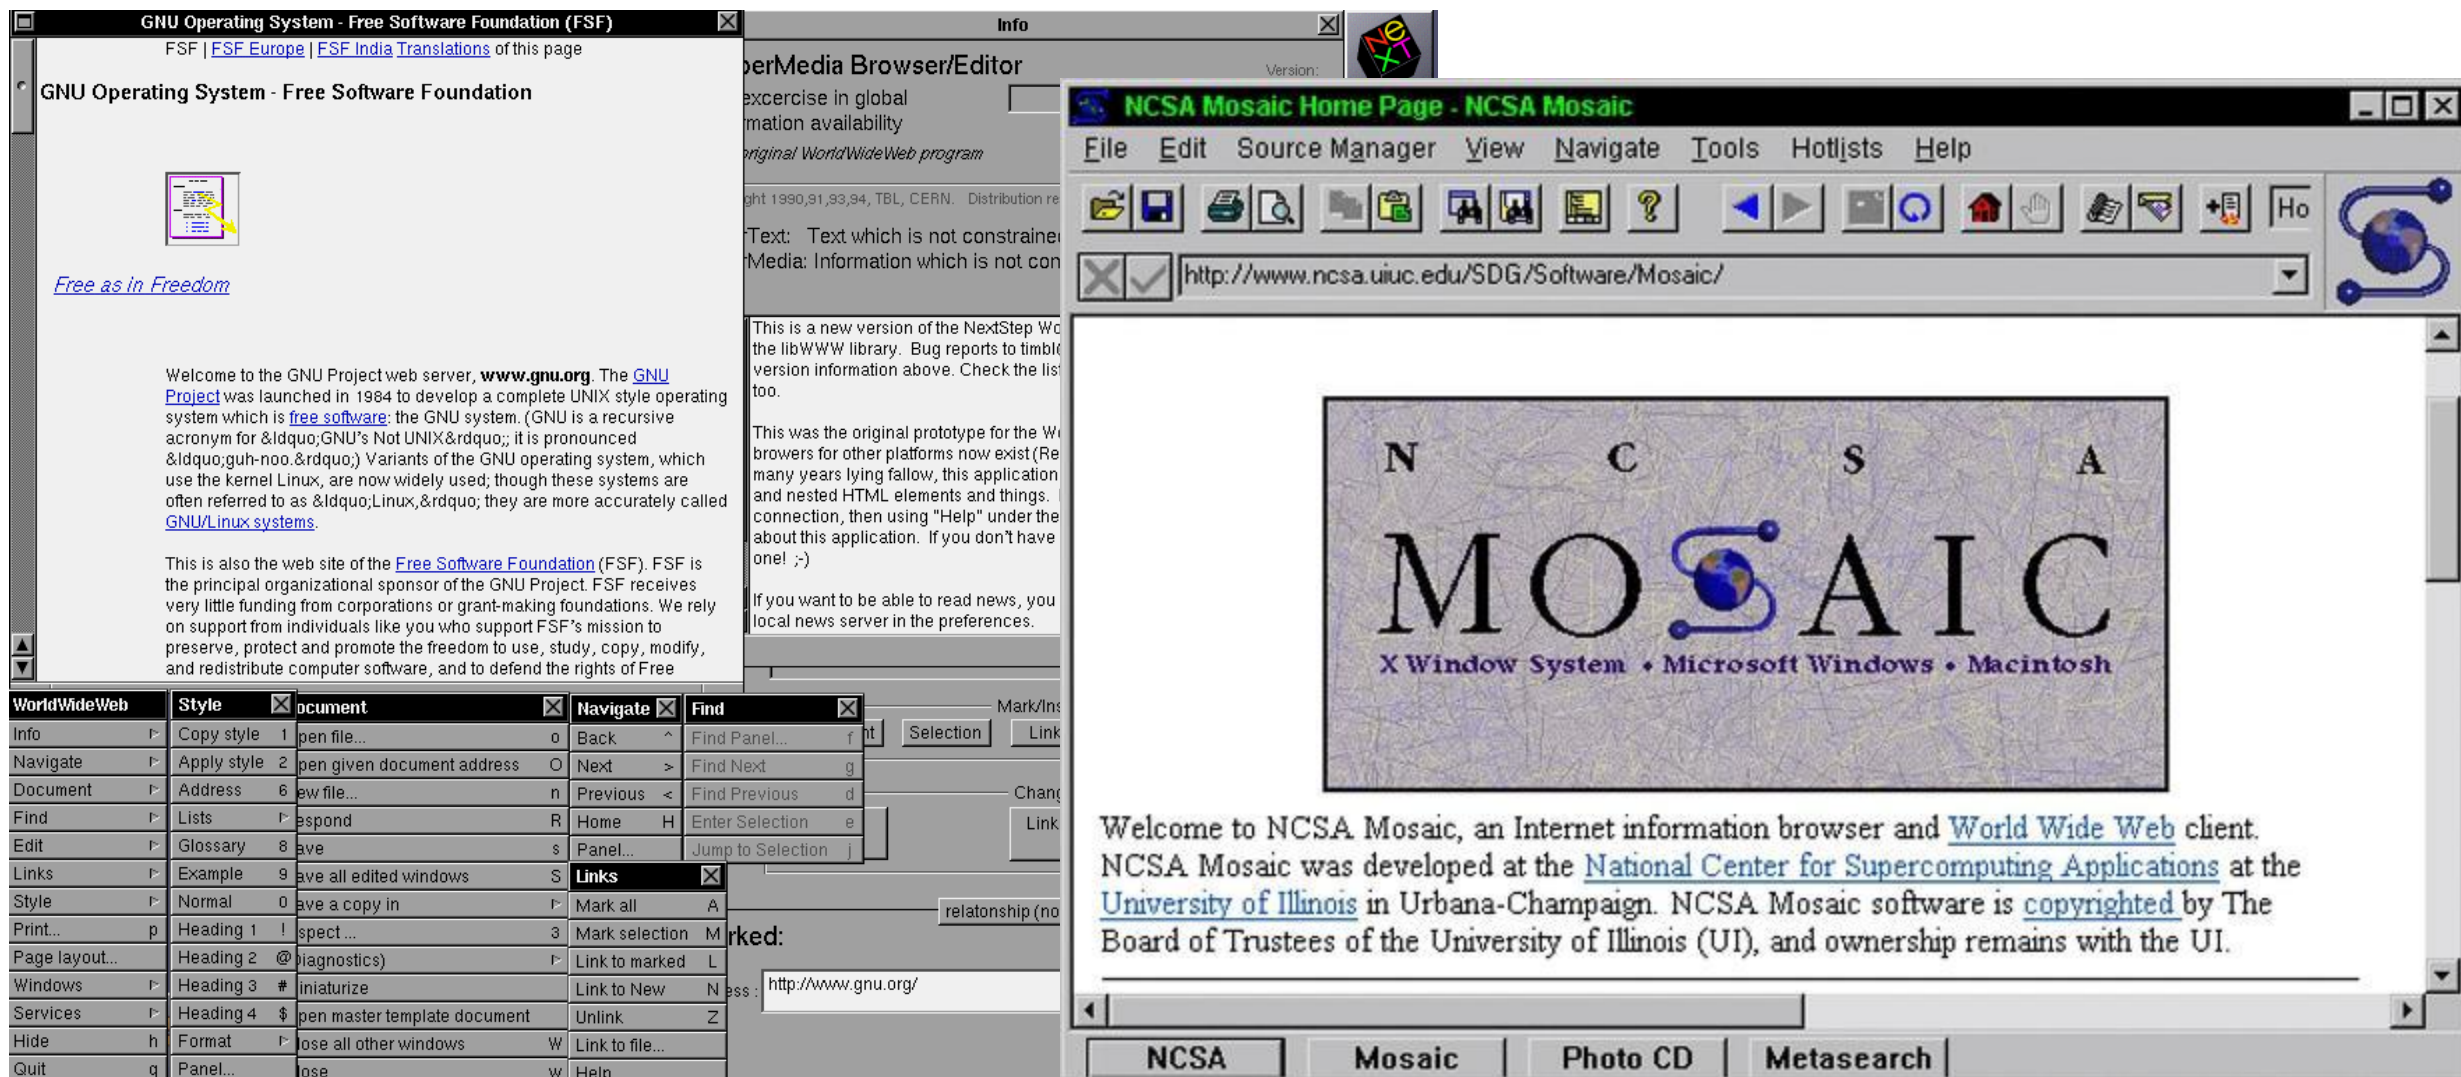 GNU Operating System - Free Software Foundation (FSF)
FSF | FSF Europe | FSF India Translations of this page
GNU Operating System - Free Software Foundation
Free as in Freedom
Welcome to the GNU Project web server, www.gnu.org. The GNU
Project was launched in 1984 to develop a complete UNIX style operating
system which is free software: the GNU system. (GNU is a recursive
acronym for &ldquo;GNU's Not UNIX&rdquo;; it is pronounced
&ldquo;guh-noo.&rdquo;) Variants of the GNU operating system, which
use the kernel Linux, are now widely used; though these systems are
often referred to as &ldquo;Linux,&rdquo; they are more accurately called
GNU/Linux systems.
This is also the web site of the Free Software Foundation (FSF). FSF is
the principal organizational sponsor of the GNU Project. FSF receives
very little funding from corporations or grant-making foundations. We rely
on support from individuals like you who support FSF's mission to
preserve, protect and promote the freedom to use, study, copy, modify,
and redistribute computer software, and to defend the rights of Free
Info
perMedia Browser/Editor
Version:
excercise in global
rmation availability
original WorldWideWeb program
ght 1990,91,93,94, TBL, CERN. Distribution re
rText: Text which is not constraine
rMedia: Information which is not con
This is a new version of the NextStep Wo
the libWWW library. Bug reports to timbl
version information above. Check the list
too.
This was the original prototype for the W
browers for other platforms now exist (Re
many years lying fallow, this application
and nested HTML elements and things.
connection, then using "Help" under the
about this application. If you don't have
one! ;-)
If you want to be able to read news, you
local news server in the preferences.
NeXT
WorldWideWeb
Info
Navigate
Document
Find
Edit
Links
Style
Print... p
Page layout...
Windows
Services
Hide h
Quit q
Style
Copy style 1
Apply style 2
Address 6
Lists
Glossary 8
Example 9
Normal 0
Heading 1 !
Heading 2 @
Heading 3 #
Heading 4 $
Format
Panel...
ocument
pen file... o
pen given document address O
ew file... n
espond R
ave s
ave all edited windows S
ave a copy in
spect ... 3
Diagnostics)
iniaturize
pen master template document
lose all other windows W
lose w
Navigate
Back ^
Next >
Previous <
Home H
Panel...
Find
Find Panel... f
Find Next g
Find Previous d
Enter Selection e
Jump to Selection j
Links
Mark all A
Mark selection M
Link to marked L
Link to New N
Unlink Z
Link to file...
Help
Mark/Ins
nt Selection Link
Chang
Link
relatonship (no
rked:
ess : http://www.gnu.org/
NCSA Mosaic Home Page - NCSA Mosaic
File Edit Source Manager View Navigate Tools Hotlists Help
Ho
http://www.ncsa.uiuc.edu/SDG/Software/Mosaic/
N C S A
MOSAIC
X Window System • Microsoft Windows • Macintosh
Welcome to NCSA Mosaic, an Internet information browser and World Wide Web client.
NCSA Mosaic was developed at the National Center for Supercomputing Applications at the
University of Illinois in Urbana-Champaign. NCSA Mosaic software is copyrighted by The
Board of Trustees of the University of Illinois (UI), and ownership remains with the UI.
NCSA Mosaic Photo CD Metasearch